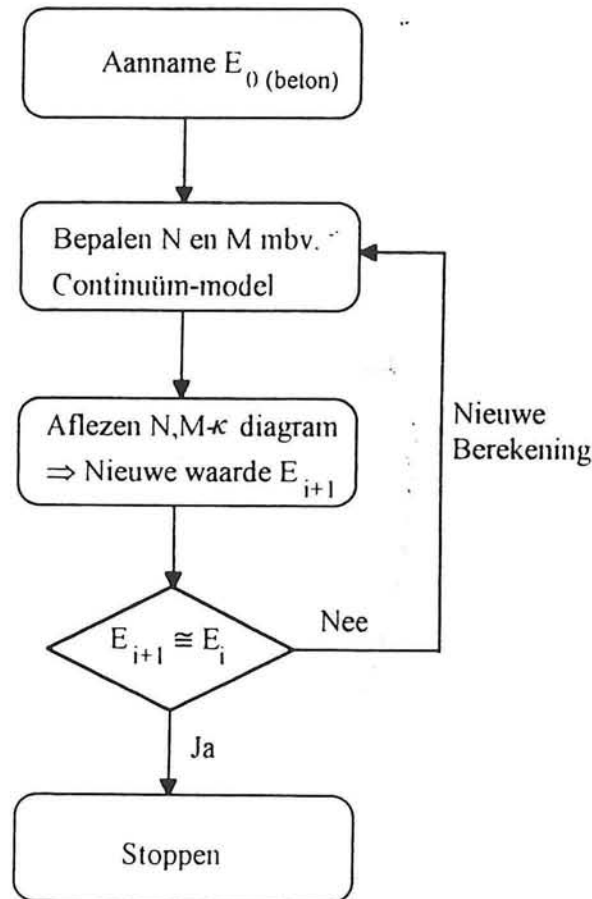 Aanname E₀ (beton)
Bepalen N en M mbv.
Continuüm-model
Aflezen N,M-κ diagram
⇒ Nieuwe waarde Eᵢ₊₁
Nieuwe
Berekening
Eᵢ₊₁ ≅ Eᵢ
Nee
Ja
Stoppen